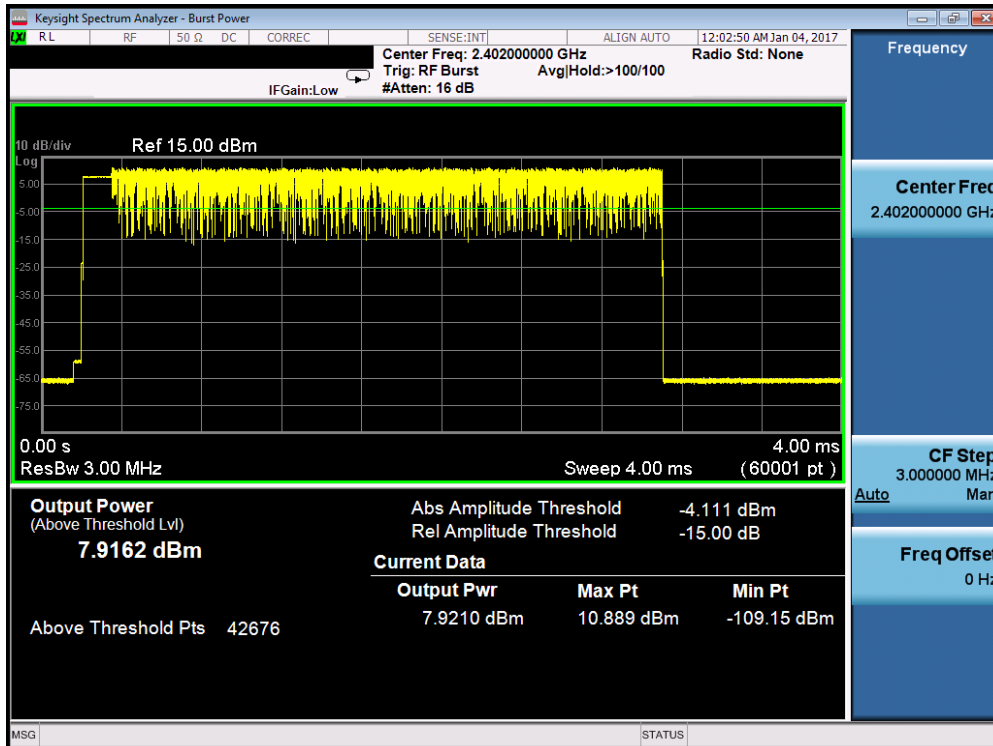 Keysight Spectrum Analyzer - Burst Power
LXI RL RF 50 Ω DC CORREC SENSE:INT ALIGN AUTO 12:02:50 AM Jan 04, 2017
Center Freq: 2.402000000 GHz Radio Std: None
Trig: RF Burst Avg|Hold:>100/100
IFGain:Low #Atten: 16 dB
Frequency
10 dB/div Ref 15.00 dBm
Log
5.00
-5.00
-15.0
-25.0
-35.0
-45.0
-55.0
-65.0
-75.0
0.00 s 4.00 ms
ResBw 3.00 MHz Sweep 4.00 ms (60001 pt)
Center Freq
2.402000000 GHz
CF Step
3.000000 MHz
Auto Man
Freq Offset
0 Hz
Output Power
(Above Threshold Lvl)
7.9162 dBm
Above Threshold Pts 42676
Abs Amplitude Threshold -4.111 dBm
Rel Amplitude Threshold -15.00 dB
Current Data
Output Pwr Max Pt Min Pt
7.9210 dBm 10.889 dBm -109.15 dBm
MSG STATUS